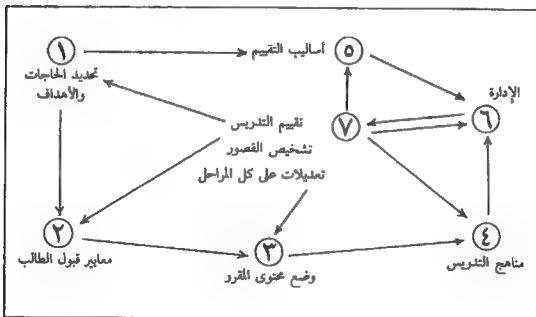 ١
أساليب التقييم ٥
تحديد الحاجات
والأهداف
الإدارة
٦
تقييم التدريس ٧
تشخيص القصور
تعديلات على كل المراحل
٢
معايير قبول الطالب
٣
وضع محتوى المقرر
٤
مناهج التدريس